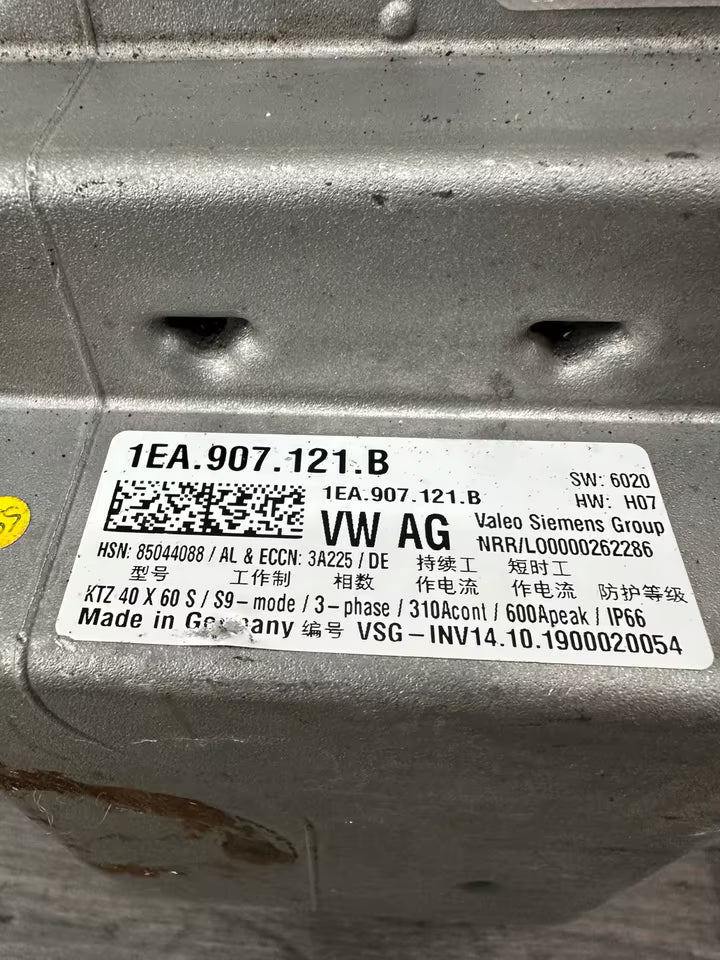 1EA.907.121.B
SW: 6020
1EA.907.121.B
HW: H07
VW AG
Valeo Siemens Group
NRR/L00000262286
HSN: 85044088 / AL & ECCN: 3A225 / DE
持续工 短时工
型号 工作制 相数 作电流 作电流 防护等级
KTZ 40 X 60 S / S9-mode / 3-phase / 310Acont / 600Apeak / IP66
Made in Germany 编号 VSG-INV14.10.1900020054